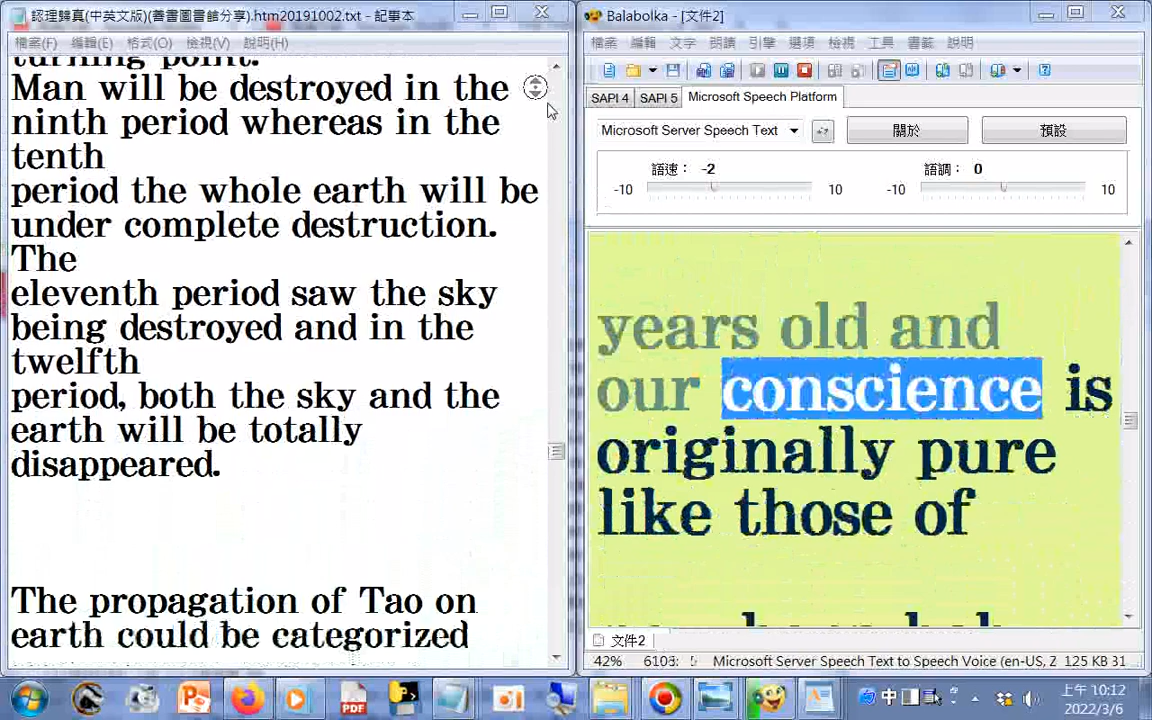 認理歸真(中英文版)(善書圖書館分享).htm20191002.txt - 記事本
檔案(F) 編輯(E) 格式(O) 檢視(V) 說明(H)
turning point.
Man will be destroyed in the
ninth period whereas in the
tenth
period the whole earth will be
under complete destruction.
The
eleventh period saw the sky
being destroyed and in the
twelfth
period, both the sky and the
earth will be totally
disappeared.
The propagation of Tao on
earth could be categorized
Balabolka - [文件2]
檔案 編輯 文字 朗讀 引擎 選項 檢視 工具 書籤 說明
SAPI 4 SAPI 5 Microsoft Speech Platform
Microsoft Server Speech Text 關於 預設
語速： -2 語調： 0
-10 10 -10 10
years old and
our conscience is
originally pure
like those of
文件2
42% Microsoft Server Speech Text to Speech Voice (en-US, Z 125 KB 31
PDF 中 上午 10:12
2022/3/6